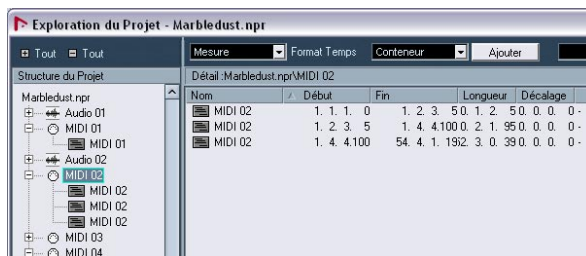 Exploration du Projet - Marbledust.npr
Tout Tout Mesure Format Temps Conteneur Ajouter
Structure du Projet
Détail :Marbledust.npr\MIDI 02
Marbledust.npr
Audio 01
MIDI 01
MIDI 01
Audio 02
MIDI 02
MIDI 02
MIDI 02
MIDI 02
MIDI 03
MIDI 04
Nom Début Fin Longueur Décalage
MIDI 02 1. 1. 1. 0 1. 2. 3. 5 0. 1. 2. 5 0. 0. 0. 0 -
MIDI 02 1. 2. 3. 5 1. 4. 4.100 0. 2. 1. 95 0. 0. 0. 0 -
MIDI 02 1. 4. 4.100 54. 4. 1. 19 2. 3. 0. 39 0. 0. 0. 0 -